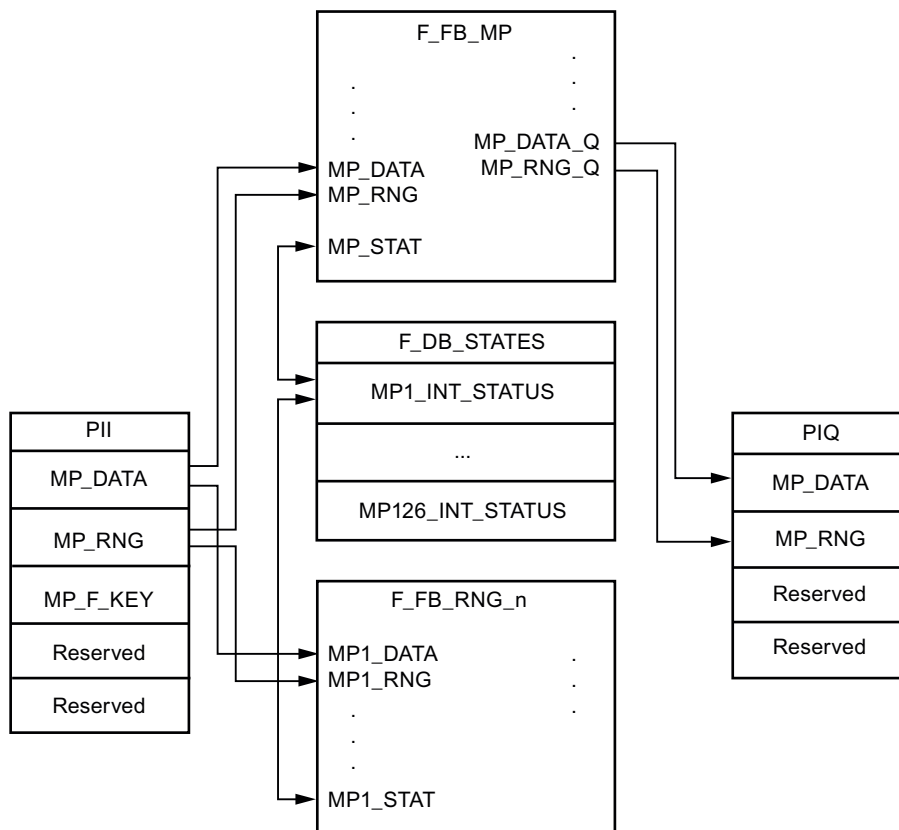 F_FB_MP
MP_DATA_Q
MP_RNG_Q
MP_DATA
MP_RNG
MP_STAT
F_DB_STATES
MP1_INT_STATUS
...
MP126_INT_STATUS
PII
MP_DATA
MP_RNG
MP_F_KEY
Reserved
Reserved
F_FB_RNG_n
MP1_DATA
MP1_RNG
MP1_STAT
PIQ
MP_DATA
MP_RNG
Reserved
Reserved